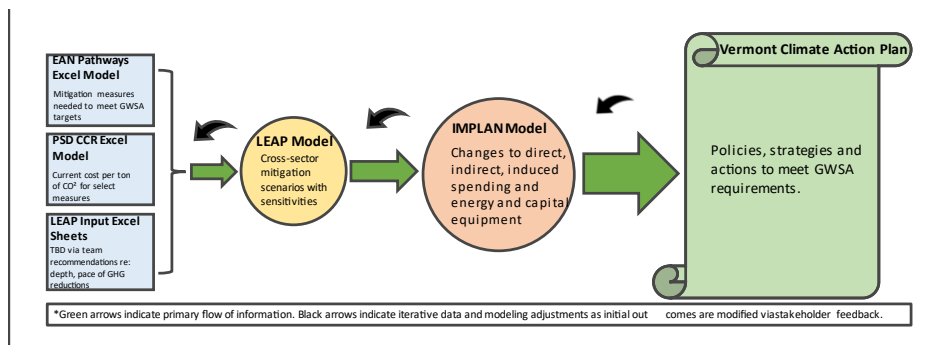 EAN Pathways
Excel Model
Mitigation measures
needed to meet GWSA
targets
PSD CCR Excel
Model
Current cost per ton
of CO² for select
measures
LEAP Input Excel
Sheets
TBD via team
recommendations re:
depth, pace of GHG
reductions
LEAP Model
Cross-sector
mitigation
scenarios with
sensitivities
IMPLAN Model
Changes to direct,
indirect, induced
spending and
energy and capital
equipment
Vermont Climate Action Plan
Policies, strategies and
actions to meet GWSA
requirements.
*Green arrows indicate primary flow of information. Black arrows indicate iterative data and modeling adjustments as initial out comes are modified viastakeholder feedback.